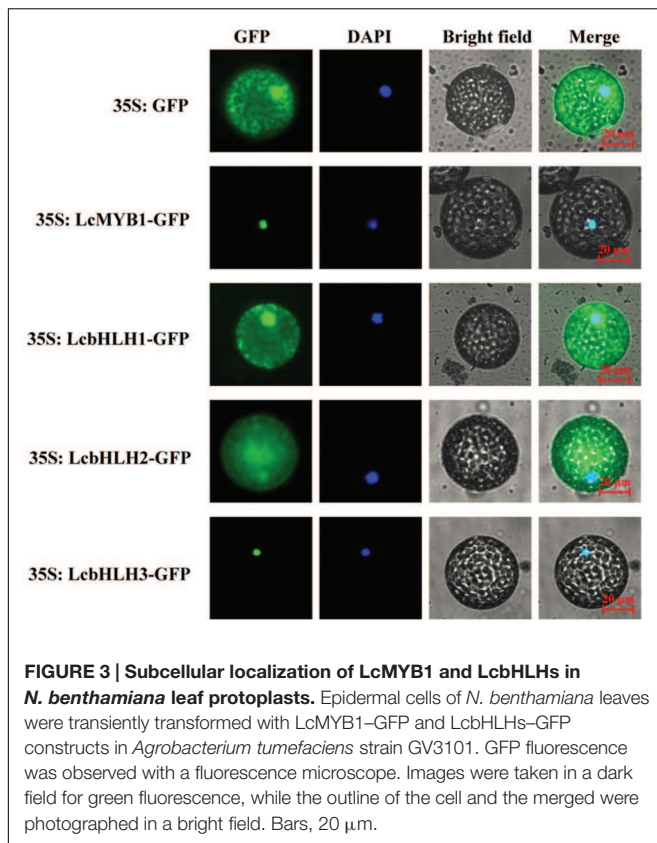 GFP DAPI Bright field Merge
35S: GFP
20 μm
35S: LcMYB1-GFP
20 μm
35S: LcbHLH1-GFP
20 μm
35S: LcbHLH2-GFP
20 μm
35S: LcbHLH3-GFP
20 μm
FIGURE 3 | Subcellular localization of LcMYB1 and LcbHLHs in
N. benthamiana leaf protoplasts. Epidermal cells of N. benthamiana leaves
were transiently transformed with LcMYB1–GFP and LcbHLHs–GFP
constructs in Agrobacterium tumefaciens strain GV3101. GFP fluorescence
was observed with a fluorescence microscope. Images were taken in a dark
field for green fluorescence, while the outline of the cell and the merged were
photographed in a bright field. Bars, 20 μm.